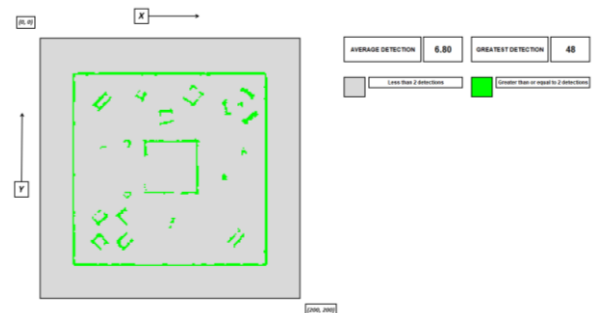 X
(0, 0)
AVERAGE DETECTION
6.80
GREATEST DETECTION
48
Less than 2 detections
Greater than or equal to 2 detections
Y
(200, 200)